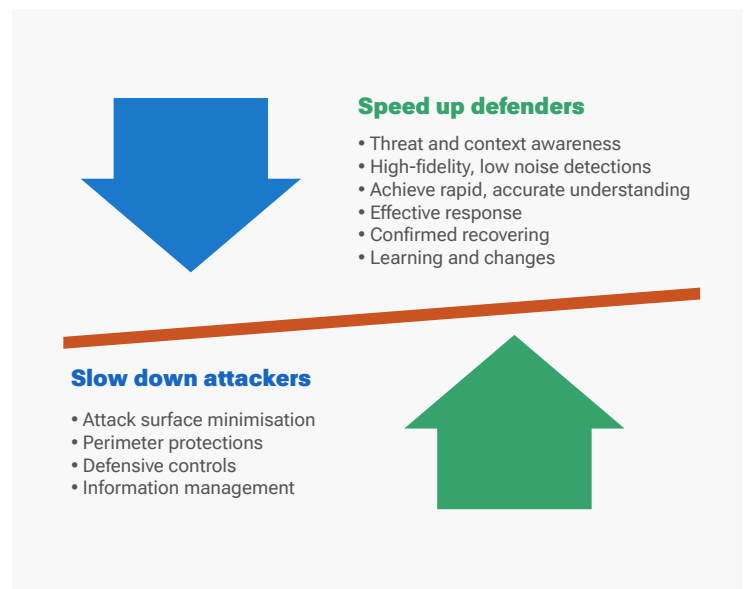 Speed up defenders
• Threat and context awareness
• High-fidelity, low noise detections
• Achieve rapid, accurate understanding
• Effective response
• Confirmed recovering
• Learning and changes
Slow down attackers
• Attack surface minimisation
• Perimeter protections
• Defensive controls
• Information management